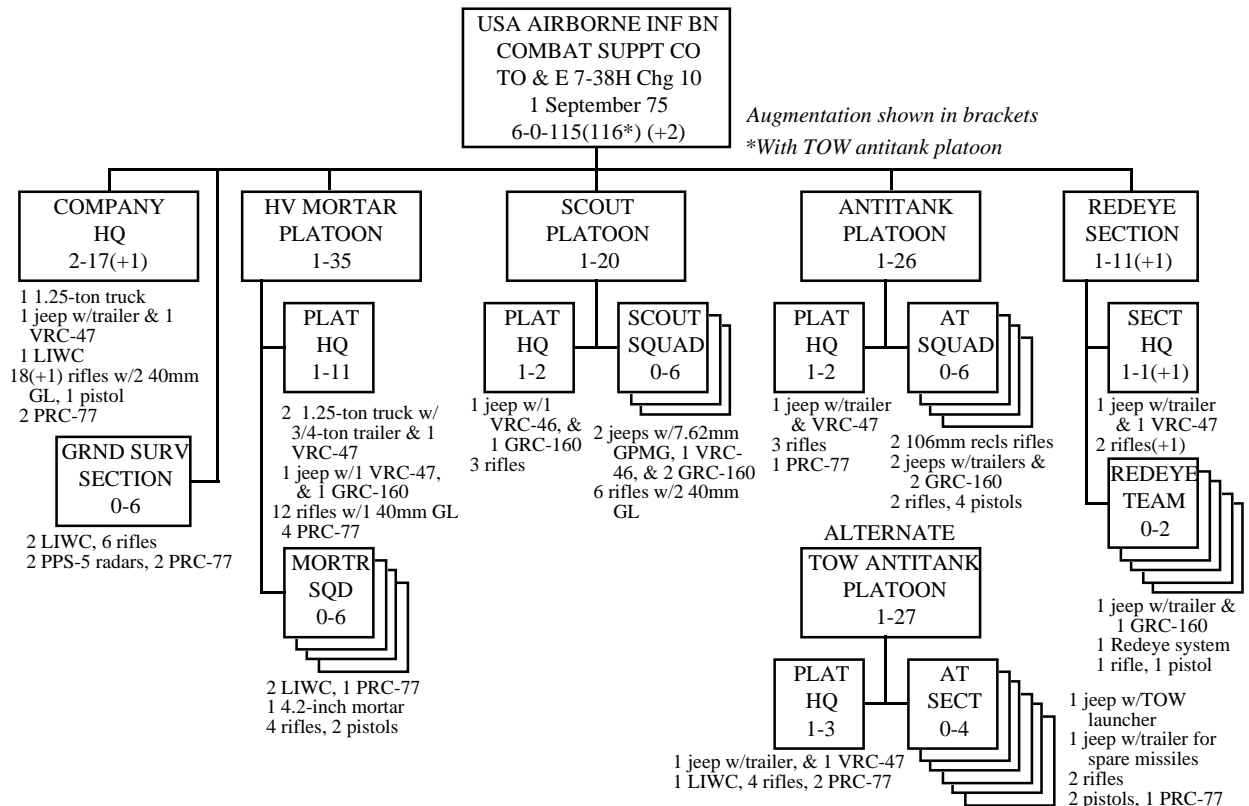 USA AIRBORNE INF BN
COMBAT SUPPT CO
TO & E 7-38H Chg 10
1 September 75
6-0-115(116*) (+2)
Augmentation shown in brackets
*With TOW antitank platoon
COMPANY
HQ
2-17(+1)
1 1.25-ton truck
1 jeep w/trailer & 1
VRC-47
1 LIWC
18(+1) rifles w/2 40mm
GL, 1 pistol
2 PRC-77
GRND SURV
SECTION
0-6
2 LIWC, 6 rifles
2 PPS-5 radars, 2 PRC-77
HV MORTAR
PLATOON
1-35
PLAT
HQ
1-11
2 1.25-ton truck w/
3/4-ton trailer & 1
VRC-47
1 jeep w/1 VRC-47,
& 1 GRC-160
12 rifles w/1 40mm GL
4 PRC-77
MORTR
SQD
0-6
2 LIWC, 1 PRC-77
1 4.2-inch mortar
4 rifles, 2 pistols
SCOUT
PLATOON
1-20
PLAT
HQ
1-2
1 jeep w/1
VRC-46, &
1 GRC-160
3 rifles
SCOUT
SQUAD
0-6
2 jeeps w/7.62mm
GPMG, 1 VRC-
46, & 2 GRC-160
6 rifles w/2 40mm
GL
ANTITANK
PLATOON
1-26
PLAT
HQ
1-2
1 jeep w/trailer
& VRC-47
3 rifles
1 PRC-77
AT
SQUAD
0-6
2 106mm recls rifles
2 jeeps w/trailers &
2 GRC-160
2 rifles, 4 pistols
ALTERNATE
TOW ANTITANK
PLATOON
1-27
PLAT
HQ
1-3
1 jeep w/trailer, & 1 VRC-47
1 LIWC, 4 rifles, 2 PRC-77
AT
SECT
0-4
1 jeep w/TOW
launcher
1 jeep w/trailer for
spare missiles
2 rifles
2 pistols, 1 PRC-77
REDEYE
SECTION
1-11(+1)
SECT
HQ
1-1(+1)
1 jeep w/trailer
& 1 VRC-47
2 rifles(+1)
REDEYE
TEAM
0-2
1 jeep w/trailer &
1 GRC-160
1 Redeye system
1 rifle, 1 pistol